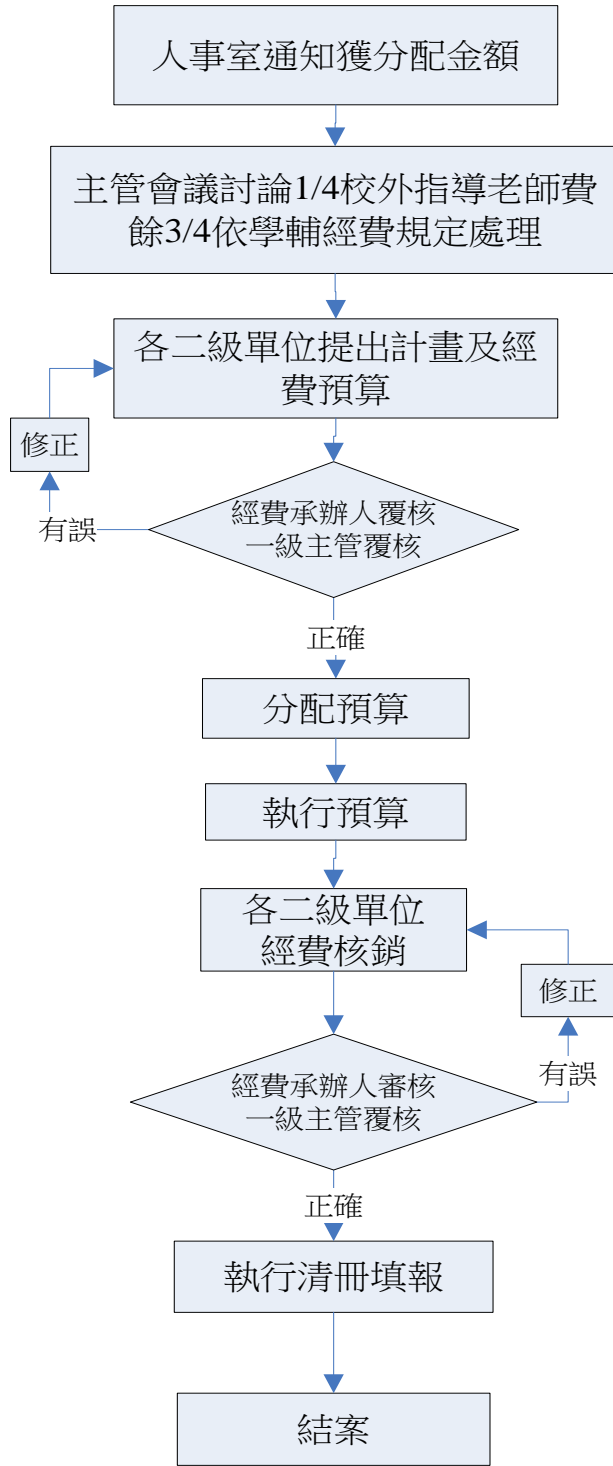 人事室通知獲分配金額
主管會議討論1/4校外指導老師費
餘3/4依學輔經費規定處理
各二級單位提出計畫及經
費預算
修正
有誤
經費承辦人覆核
一級主管覆核
正確
分配預算
執行預算
各二級單位
經費核銷
修正
有誤
經費承辦人審核
一級主管覆核
正確
執行清冊填報
結案